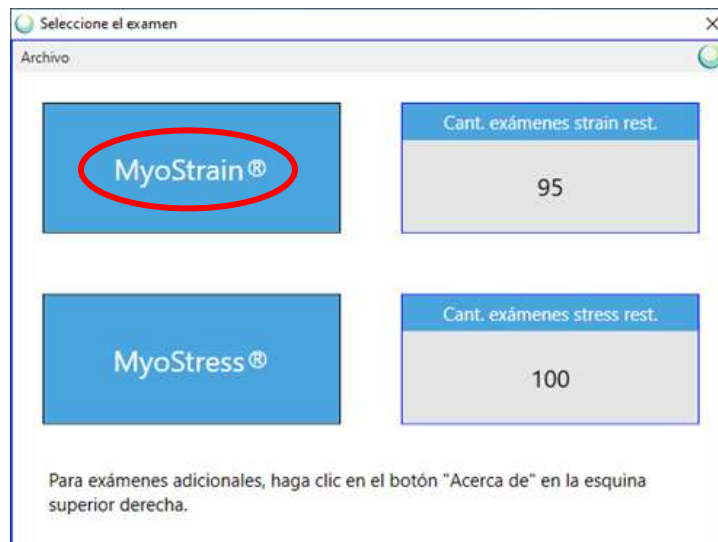 Seleccione el examen
Archivo
MyoStrain®
Cant. exámenes strain rest.
95
MyoStress®
Cant. exámenes stress rest.
100
Para exámenes adicionales, haga clic en el botón "Acerca de" en la esquina
superior derecha.